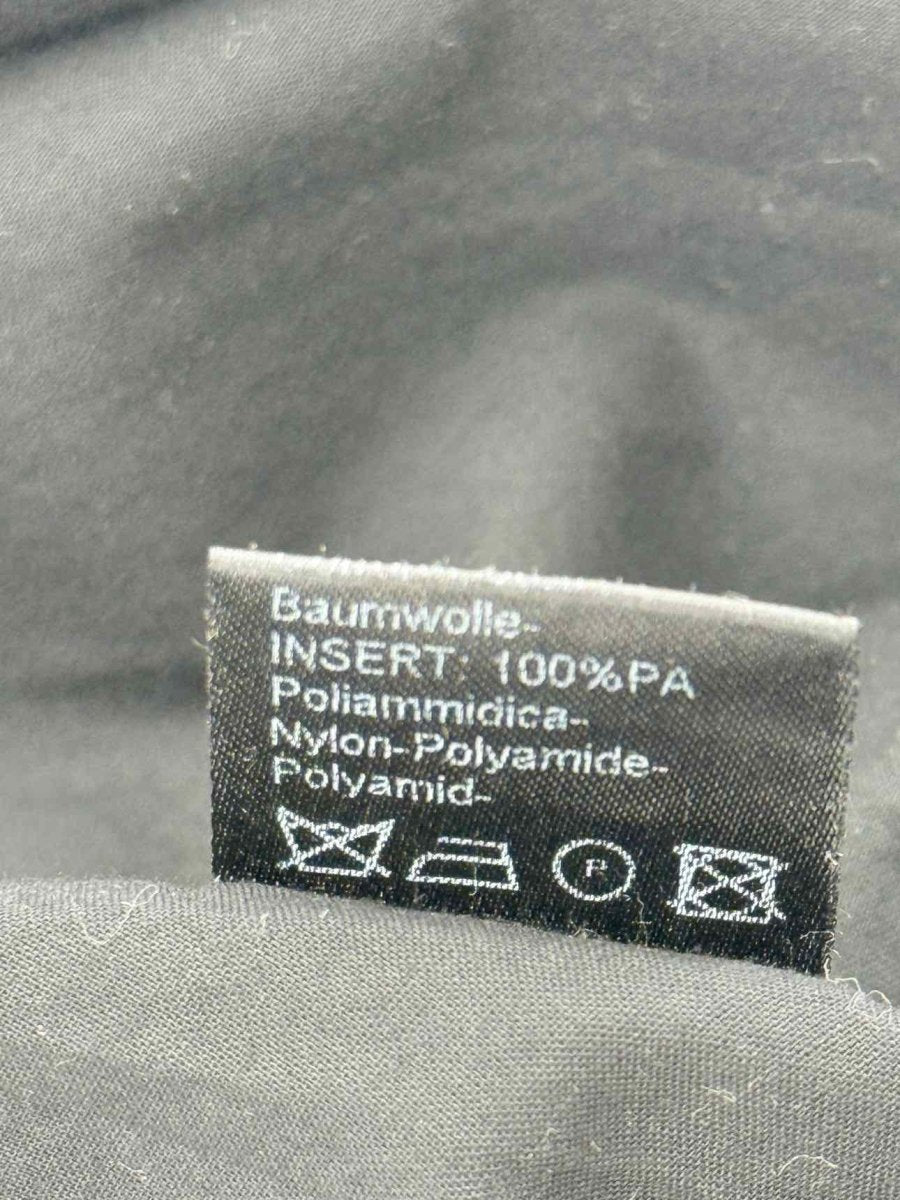 Baumwolle-
INSERT: 100%PA
Poliammidica-
Nylon-Polyamide-
Polyamid-
P